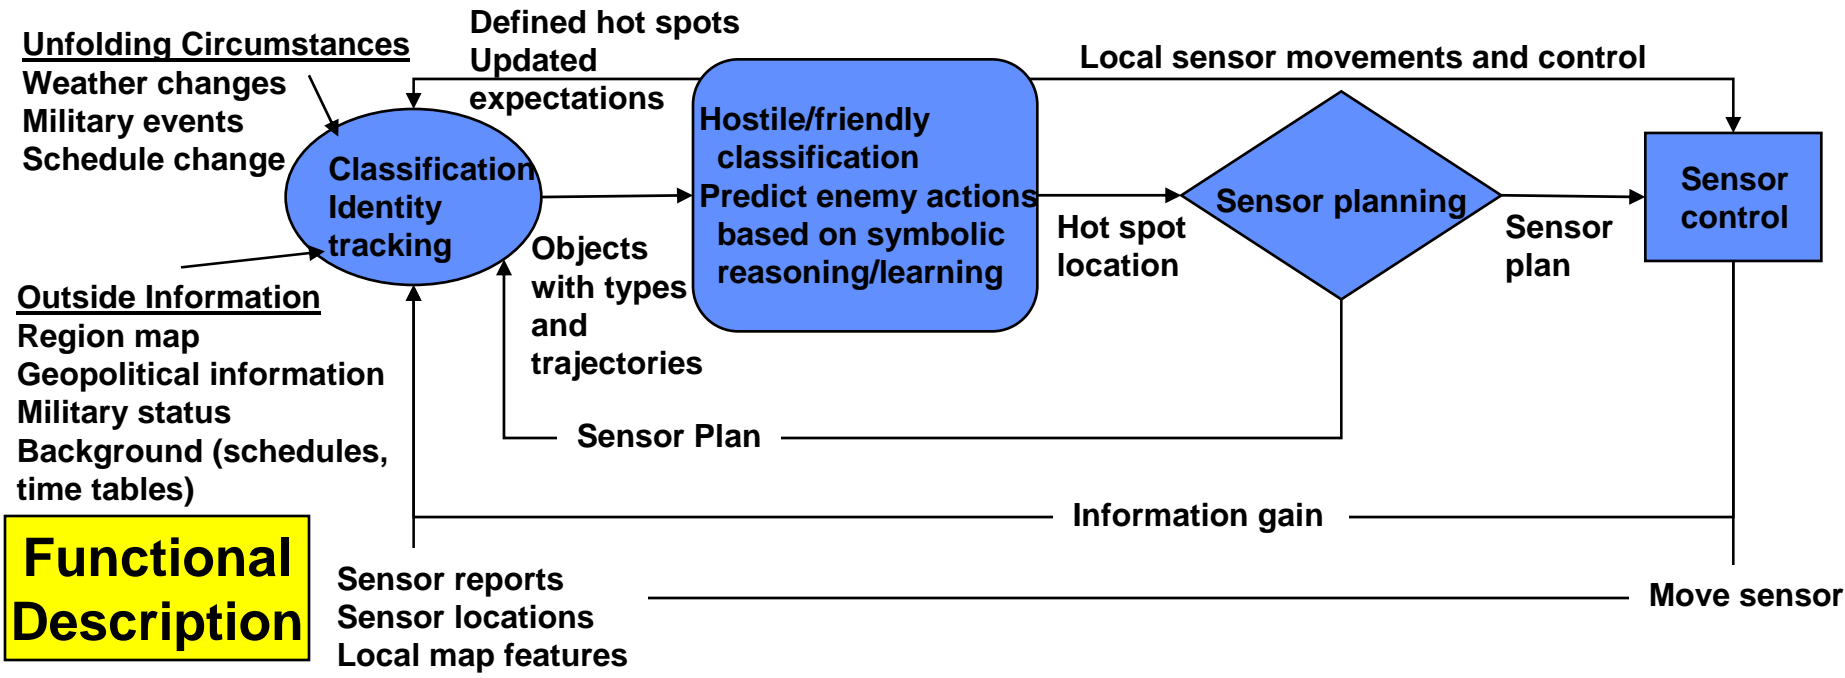 Unfolding Circumstances
Weather changes
Military events
Schedule change
Defined hot spots
Updated
expectations
Local sensor movements and control
Classification
Identity
tracking
Hostile/friendly
classification
Predict enemy actions
based on symbolic
reasoning/learning
Sensor planning
Sensor
control
Objects
with types
and
trajectories
Hot spot
location
Sensor
plan
Outside Information
Region map
Geopolitical information
Military status
Background (schedules,
time tables)
Sensor Plan
Information gain
Functional
Description
Sensor reports
Sensor locations
Local map features
Move sensor